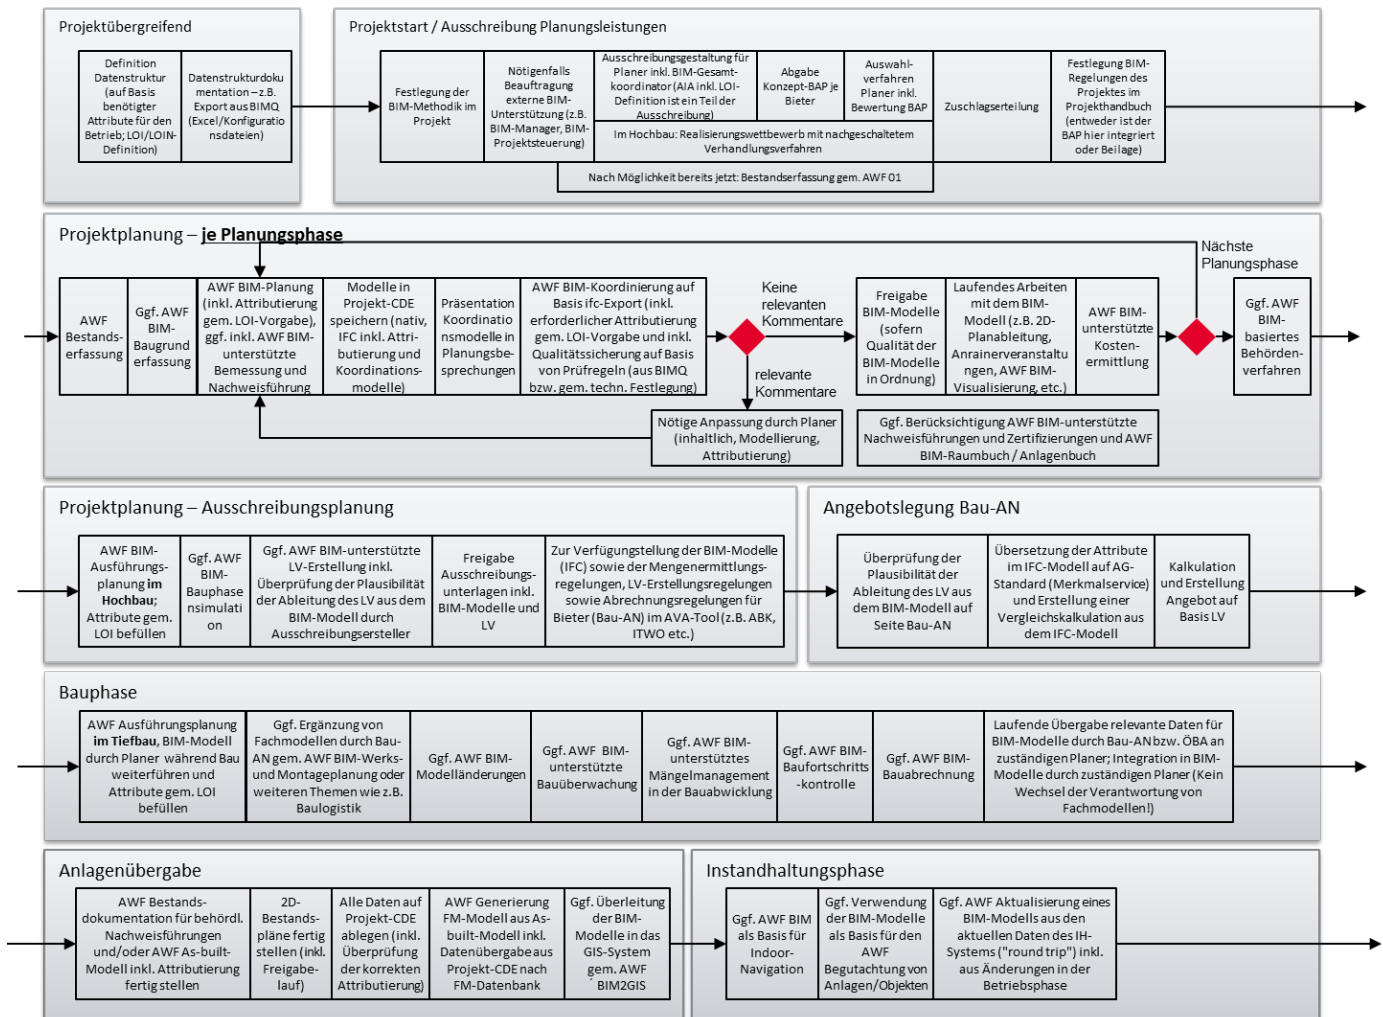 Projektübergreifend
Definition
Datenstruktur
(auf Basis
benötigter
Attribute für den
Betrieb; LOI/LOIN-
Definition)
Datenstrukturdoku
mentation – z.B.
Export aus BIMQ
(Excel/Konfiguratio
nsdateien)
Projektstart / Ausschreibung Planungsleistungen
Festlegung der
BIM-Methodik im
Projekt
Nötigenfalls
Beauftragung
externe BIM-
Unterstützung (z.B.
BIM-Manager, BIM-
Projektsteuerung)
Ausschreibungsgestaltung für
Planer inkl. BIM-Gesamt-
koordinator (AIA inkl. LOI-
Definition ist ein Teil der
Ausschreibung)
Abgabe
Konzept-BAP je
Bieter
Auswahl-
verfahren
Planer inkl.
Bewertung BAP
Im Hochbau: Realisierungswettbewerb mit nachgeschaltetem
Verhandlungsverfahren
Zuschlagserteilung
Festlegung BIM-
Regelungen des
Projektes im
Projekthandbuch
(entweder ist der
BAP hier integriert
oder Beilage)
Nach Möglichkeit bereits jetzt: Bestandserfassung gem. AWF 01
Projektplanung – je Planungsphase
Nächste
Planungsphase
AWF
Bestands-
erfassung
Ggf. AWF
BIM-
Baugrund
erfassung
AWF BIM-Planung
(inkl. Attributierung
gem. LOI-Vorgabe),
ggf. inkl. AWF BIM-
unterstützte
Bemessung und
Nachweisführung
Modelle in
Projekt-CDE
speichern (nativ,
IFC inkl. Attri-
butierung und
Koordinations-
modelle)
Präsentation
Koordinatio
nsmodelle in
Planungsbe-
sprechungen
AWF BIM-Koordinierung auf
Basis ifc-Export (inkl.
erforderlicher Attributierung
gem. LOI-Vorgabe und inkl.
Qualitätssicherung auf Basis
von Prüfregeln (aus BIMQ
bzw. gem. techn. Festlegung)
Keine
relevanten
Kommentare
relevante
Kommentare
Freigabe
BIM-Modelle
(sofern
Qualität der
BIM-Modelle
in Ordnung)
Laufendes Arbeiten
mit dem BIM-
Modell (z.B. 2D-
Planableitung,
Anrainerveranstaltu
ngen, AWF BIM-
Visualisierung, etc.)
AWF BIM-
unterstützte
Kosten-
ermittlung
Ggf. AWF
BIM-
basiertes
Behörden-
verfahren
Nötige Anpassung durch Planer
(inhaltlich, Modellierung,
Attributierung)
Ggf. Berücksichtigung AWF BIM-unterstützte
Nachweisführungen und Zertifizierungen und AWF
BIM-Raumbuch / Anlagenbuch
Projektplanung – Ausschreibungsplanung
AWF BIM-
Ausführungs-
planung im
Hochbau;
Attribute gem.
LOI befüllen
Ggf. AWF
BIM-
Bauphase
nsimulati
on
Ggf. AWF BIM-unterstützte
LV-Erstellung inkl.
Überprüfung der Plausibilität
der Ableitung des LV aus dem
BIM-Modell durch
Ausschreibungsersteller
Freigabe
Ausschreibungs-
unterlagen inkl.
BIM-Modelle und
LV
Zur Verfügungstellung der BIM-Modelle
(IFC) sowie der Mengenermittlungs-
regelungen, LV-Erstellungsregelungen
sowie Abrechnungsregelungen für
Bieter (Bau-AN) im AVA-Tool (z.B. ABK,
ITWO etc.)
Angebotslegung Bau-AN
Überprüfung der
Plausibilität der
Ableitung des LV
aus dem BIM-Modell auf
Seite Bau-AN
Übersetzung der Attribute
im IFC-Modell auf AG-
Standard (Merkmalservice)
und Erstellung einer
Vergleichskalkulation aus
dem IFC-Modell
Kalkulation
und Erstellung
Angebot auf
Basis LV
Bauphase
AWF Ausführungsplanung
im Tiefbau, BIM-Modell
durch Planer während Bau
weiterführen und
Attribute gem. LOI
befüllen
Ggf. Ergänzung von
Fachmodellen durch Bau-
AN gem. AWF BIM-Werks-
und Montageplanung oder
weiteren Themen wie z.B.
Baulogistik
Ggf. AWF BIM-
Modelländerungen
Ggf. AWF BIM-
unterstützte
Bauüberwachung
Ggf. AWF BIM-
unterstütztes
Mängelmanagement
in der Bauabwicklung
Ggf. AWF BIM-
Baufortschritts
-kontrolle
Ggf. AWF BIM-
Bauabrechnung
Laufende Übergabe relevante Daten für
BIM-Modelle durch Bau-AN bzw. ÖBA an
zuständigen Planer; Integration in BIM-
Modelle durch zuständigen Planer (Kein
Wechsel der Verantwortung von
Fachmodellen!)
Anlagenübergabe
AWF Bestands-
dokumentation für behördl.
Nachweisführungen
und/oder AWF As-built-
Modell inkl. Attributierung
fertig stellen
2D-
Bestands-
pläne fertig
stellen (inkl.
Freigabe-
lauf)
Alle Daten auf
Projekt-CDE
ablegen (inkl.
Überprüfung
der korrekten
Attributierung)
AWF Generierung
FM-Modell aus As-
built-Modell inkl.
Datenübergabe aus
Projekt-CDE nach
FM-Datenbank
Ggf. Überleitung
der BIM-
Modelle in das
GIS-System
gem. AWF
BIM2GIS
Instandhaltungsphase
Ggf. AWF BIM
als Basis für
Indoor-
Navigation
Ggf. Verwendung
der BIM-Modelle
als Basis für den
AWF
Begutachtung von
Anlagen/Objekten
Ggf. AWF Aktualisierung eines
BIM-Modells aus den
aktuellen Daten des IH-
Systems ("round trip") inkl.
aus Änderungen in der
Betriebsphase